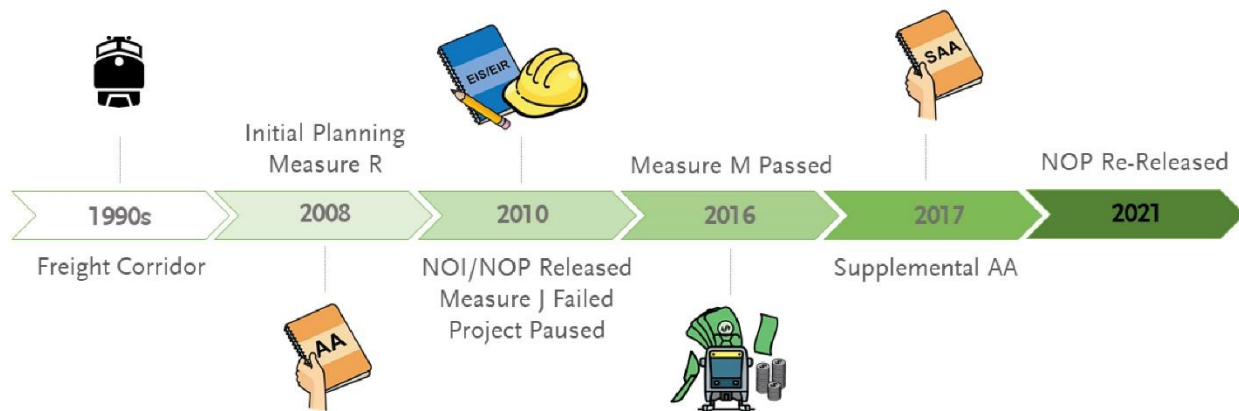 EIS/EIR
SAA
Initial Planning
Measure R
Measure M Passed
NOP Re-Released
1990s
2008
2010
2016
2017
2021
Freight Corridor
NOI/NOP Released
Measure J Failed
Project Paused
Supplemental AA
AA
$